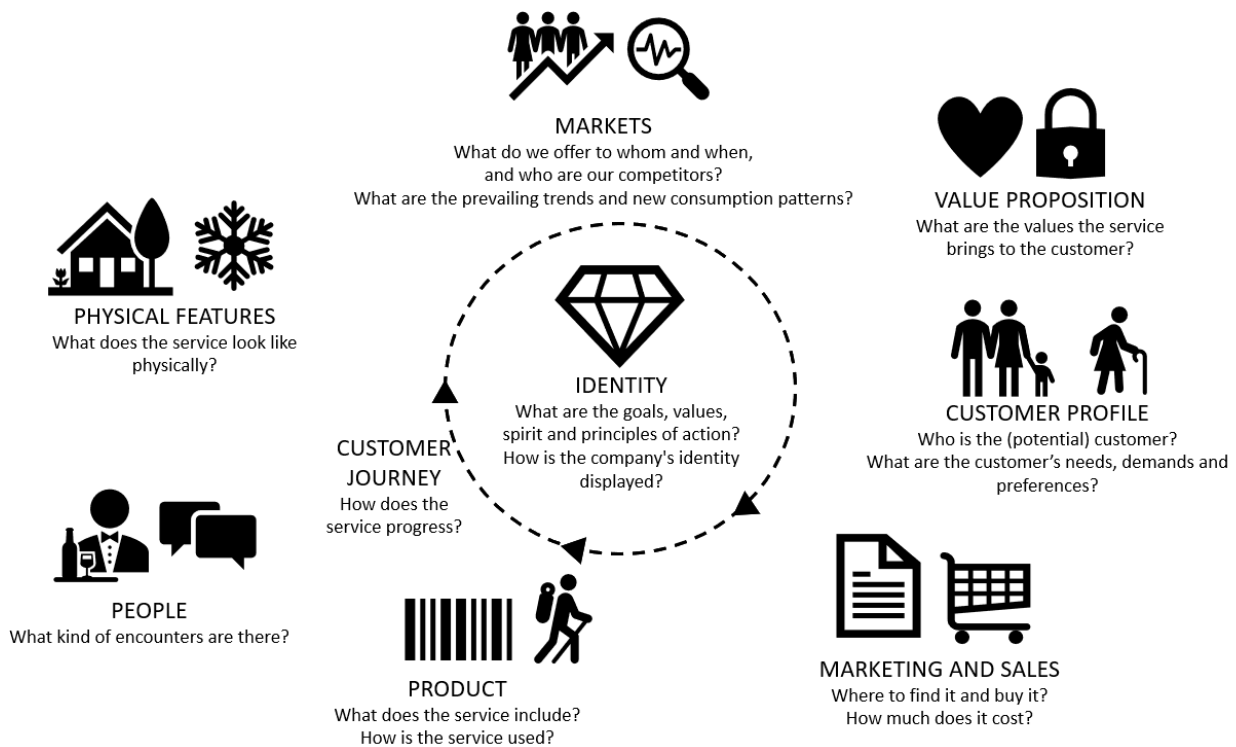 MARKETS
What do we offer to whom and when,
and who are our competitors?
What are the prevailing trends and new consumption patterns?
VALUE PROPOSITION
What are the values the service
brings to the customer?
PHYSICAL FEATURES
What does the service look like
physically?
IDENTITY
What are the goals, values,
spirit and principles of action?
How is the company's identity
displayed?
CUSTOMER PROFILE
Who is the (potential) customer?
What are the customer’s needs, demands and
preferences?
CUSTOMER
JOURNEY
How does the
service progress?
PEOPLE
What kind of encounters are there?
PRODUCT
What does the service include?
How is the service used?
MARKETING AND SALES
Where to find it and buy it?
How much does it cost?